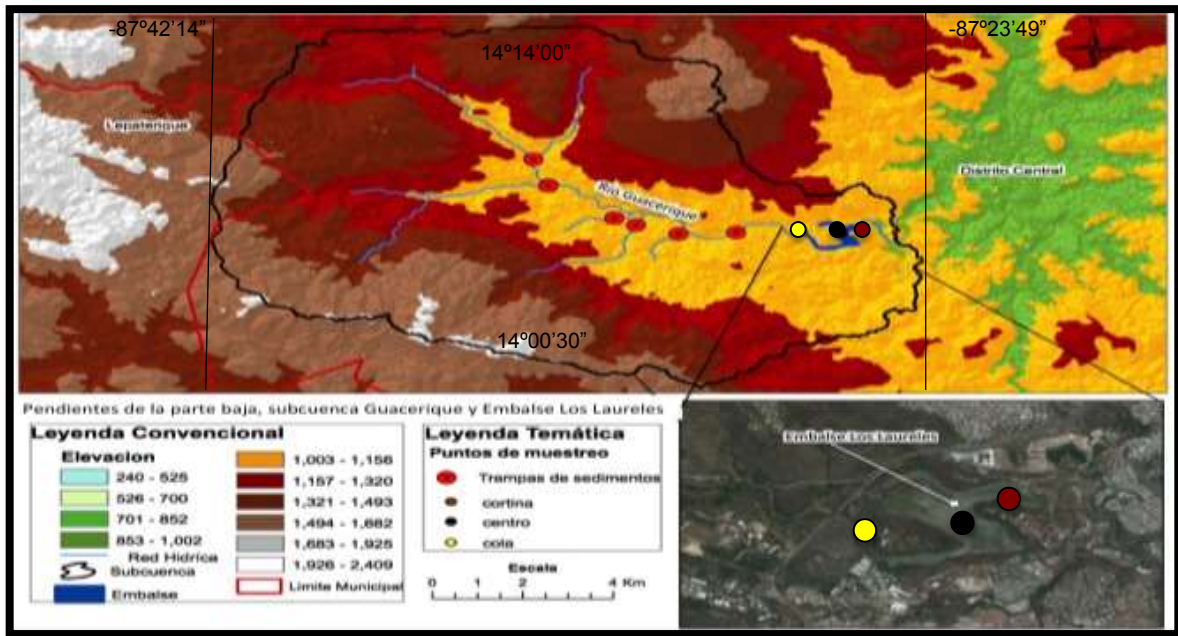 -87º42’14”
-87º23’49”
14º14’00”
Lepaterique
Distrito Central
Río Guacerique
14º00’30”
Pendientes de la parte baja, subcuenca Guacerique y Embalse Los Laureles
Leyenda Convencional
Elevacion
240 - 525
526 - 700
701 - 852
853 - 1,002
Red Hidríca
Subcuenca
Embalse
1,003 - 1,156
1,157 - 1,320
1,321 - 1,493
1,494 - 1,682
1,683 - 1,925
1,926 - 2,409
Limite Municipal
Leyenda Temática
Puntos de muestreo
Trampas de sedimentos
cortina
centro
cola
Escala
0 1 2 4 Km
Embalse Los Laureles